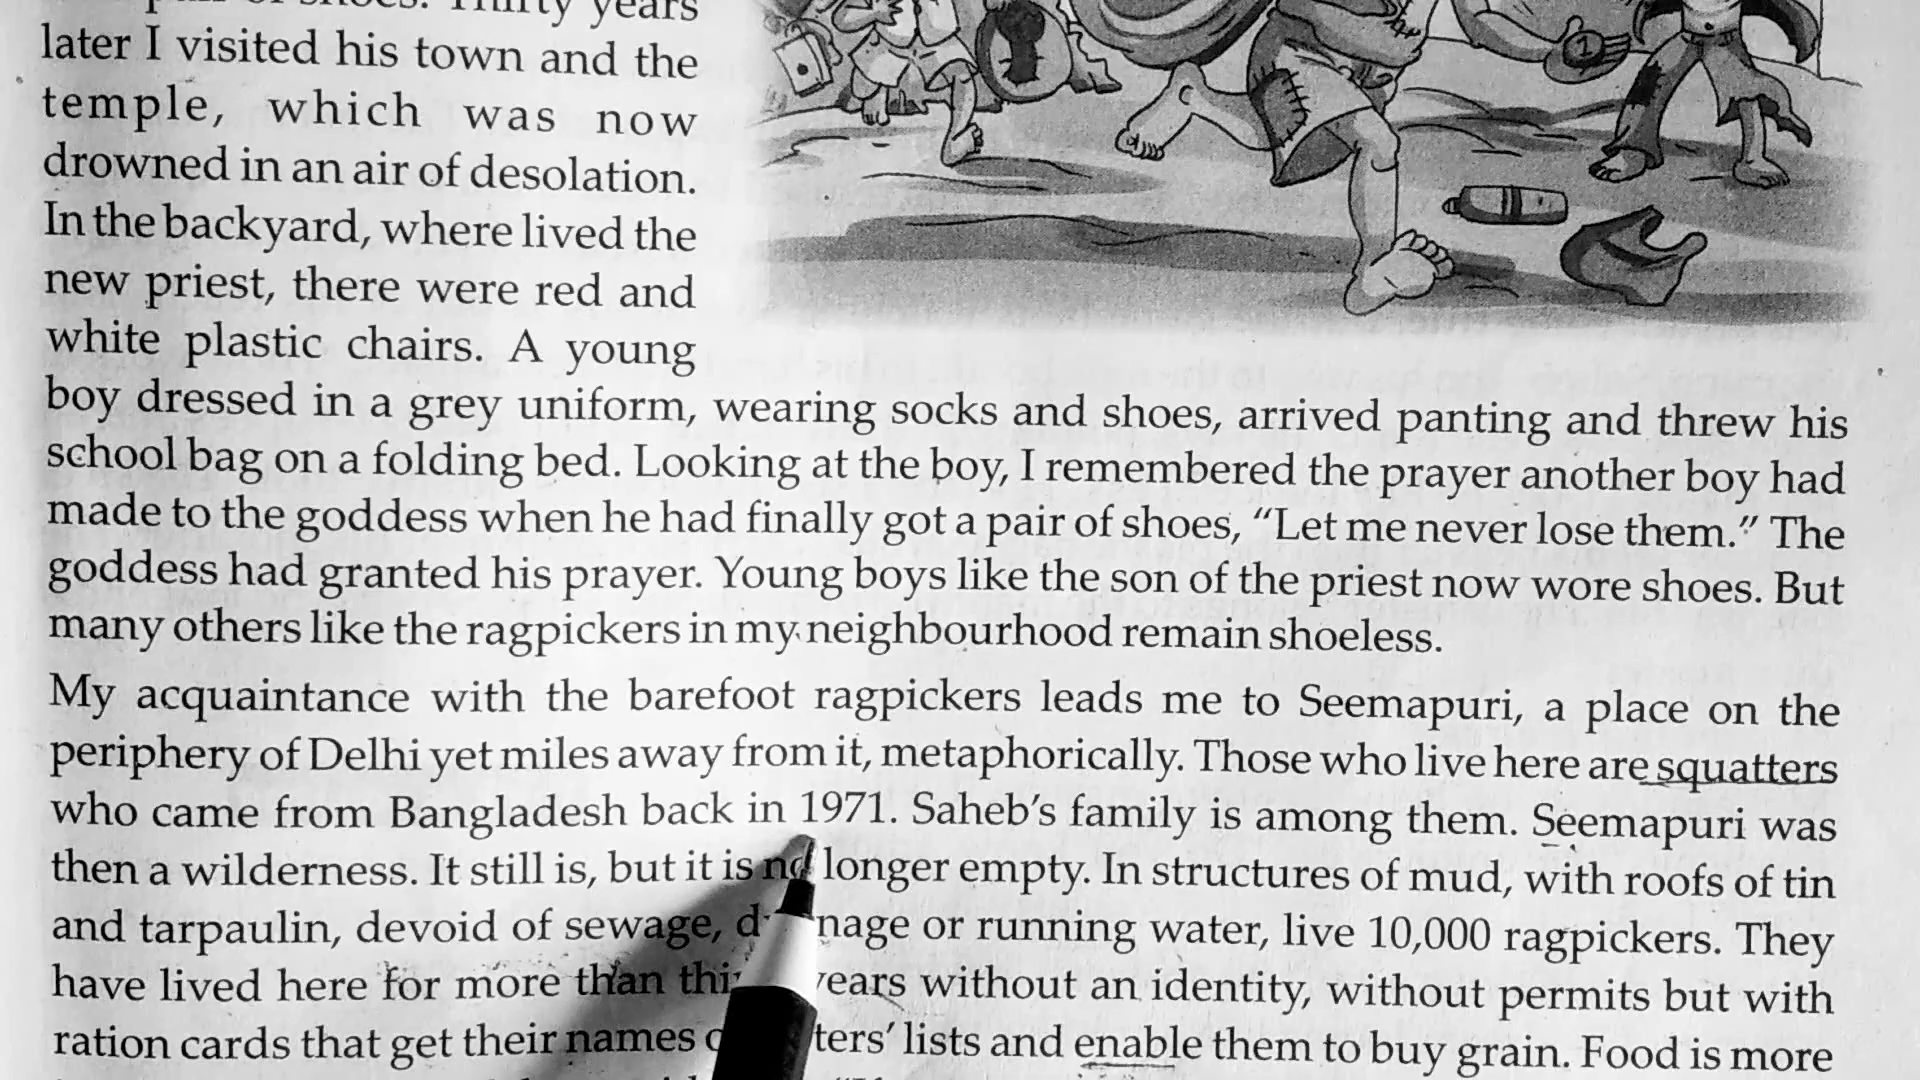 pair of shoes. Thirty years
later I visited his town and the
temple, which was now
drowned in an air of desolation.
In the backyard, where lived the
new priest, there were red and
white plastic chairs. A young
boy dressed in a grey uniform, wearing socks and shoes, arrived panting and threw his
school bag on a folding bed. Looking at the boy, I remembered the prayer another boy had
made to the goddess when he had finally got a pair of shoes, “Let me never lose them.” The
goddess had granted his prayer. Young boys like the son of the priest now wore shoes. But
many others like the ragpickers in my neighbourhood remain shoeless.
My acquaintance with the barefoot ragpickers leads me to Seemapuri, a place on the
periphery of Delhi yet miles away from it, metaphorically. Those who live here are squatters
who came from Bangladesh back in 1971. Saheb’s family is among them. Seemapuri was
then a wilderness. It still is, but it is no longer empty. In structures of mud, with roofs of tin
and tarpaulin, devoid of sewage, or running water, live 10,000 ragpickers. They
have lived here for more than years without an identity, without permits but with
ration cards that get their names lists and enable them to buy grain. Food is more